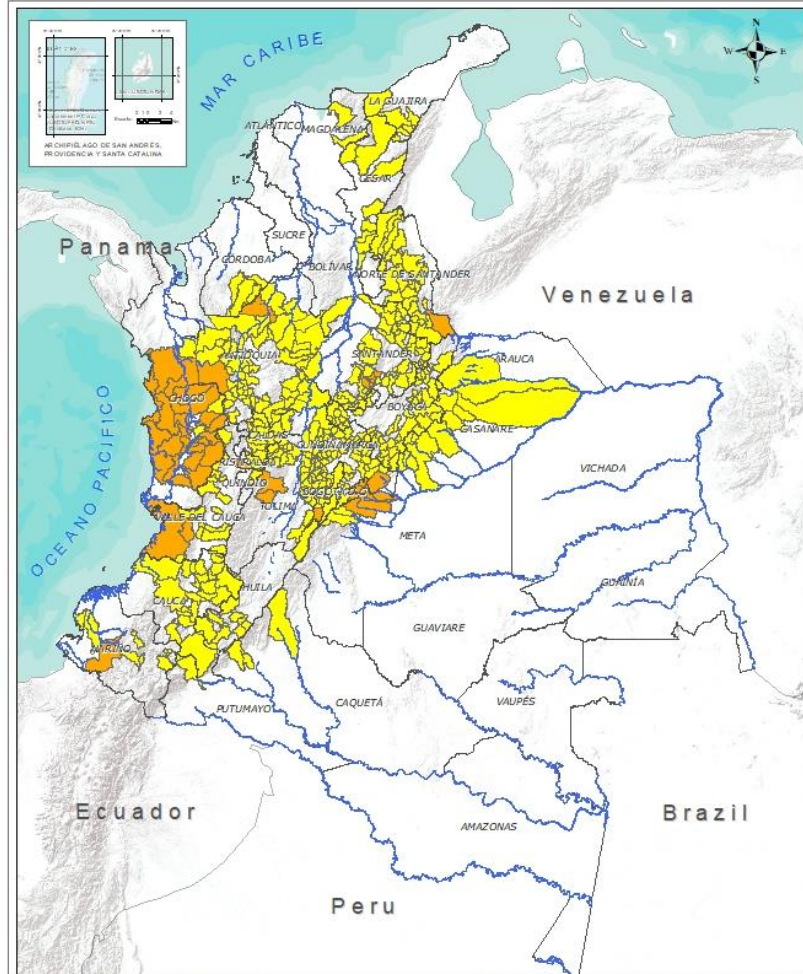 N
W E
S
MAR CARIBE
ARCHIPIÉLAGO DE SAN ANDRÉS,
PROVIDENCIA Y SANTA CATALINA
LA GUAJIRA
ATLÁNTICO
MAGDALENA
CESAR
SUCRE
Panama
CÓRDOBA
BOLÍVAR
NORTE DE SANTANDER
Venezuela
ANTIOQUIA
SANTANDER
ARAUCA
CHOCÓ
BOYACÁ
CASANARE
CALDAS
CUNDINAMARCA
VICHADA
RISARALDA
QUINDIO
BOGOTÁ
TOLIMA
OCEANO PACÍFICO
VALLE DEL CAUCA
META
GUAINÍA
HUILA
CAUCA
GUAVIARE
NARIÑO
CAQUETÁ
VAUPÉS
PUTUMAYO
Ecuador
Brazil
AMAZONAS
Peru